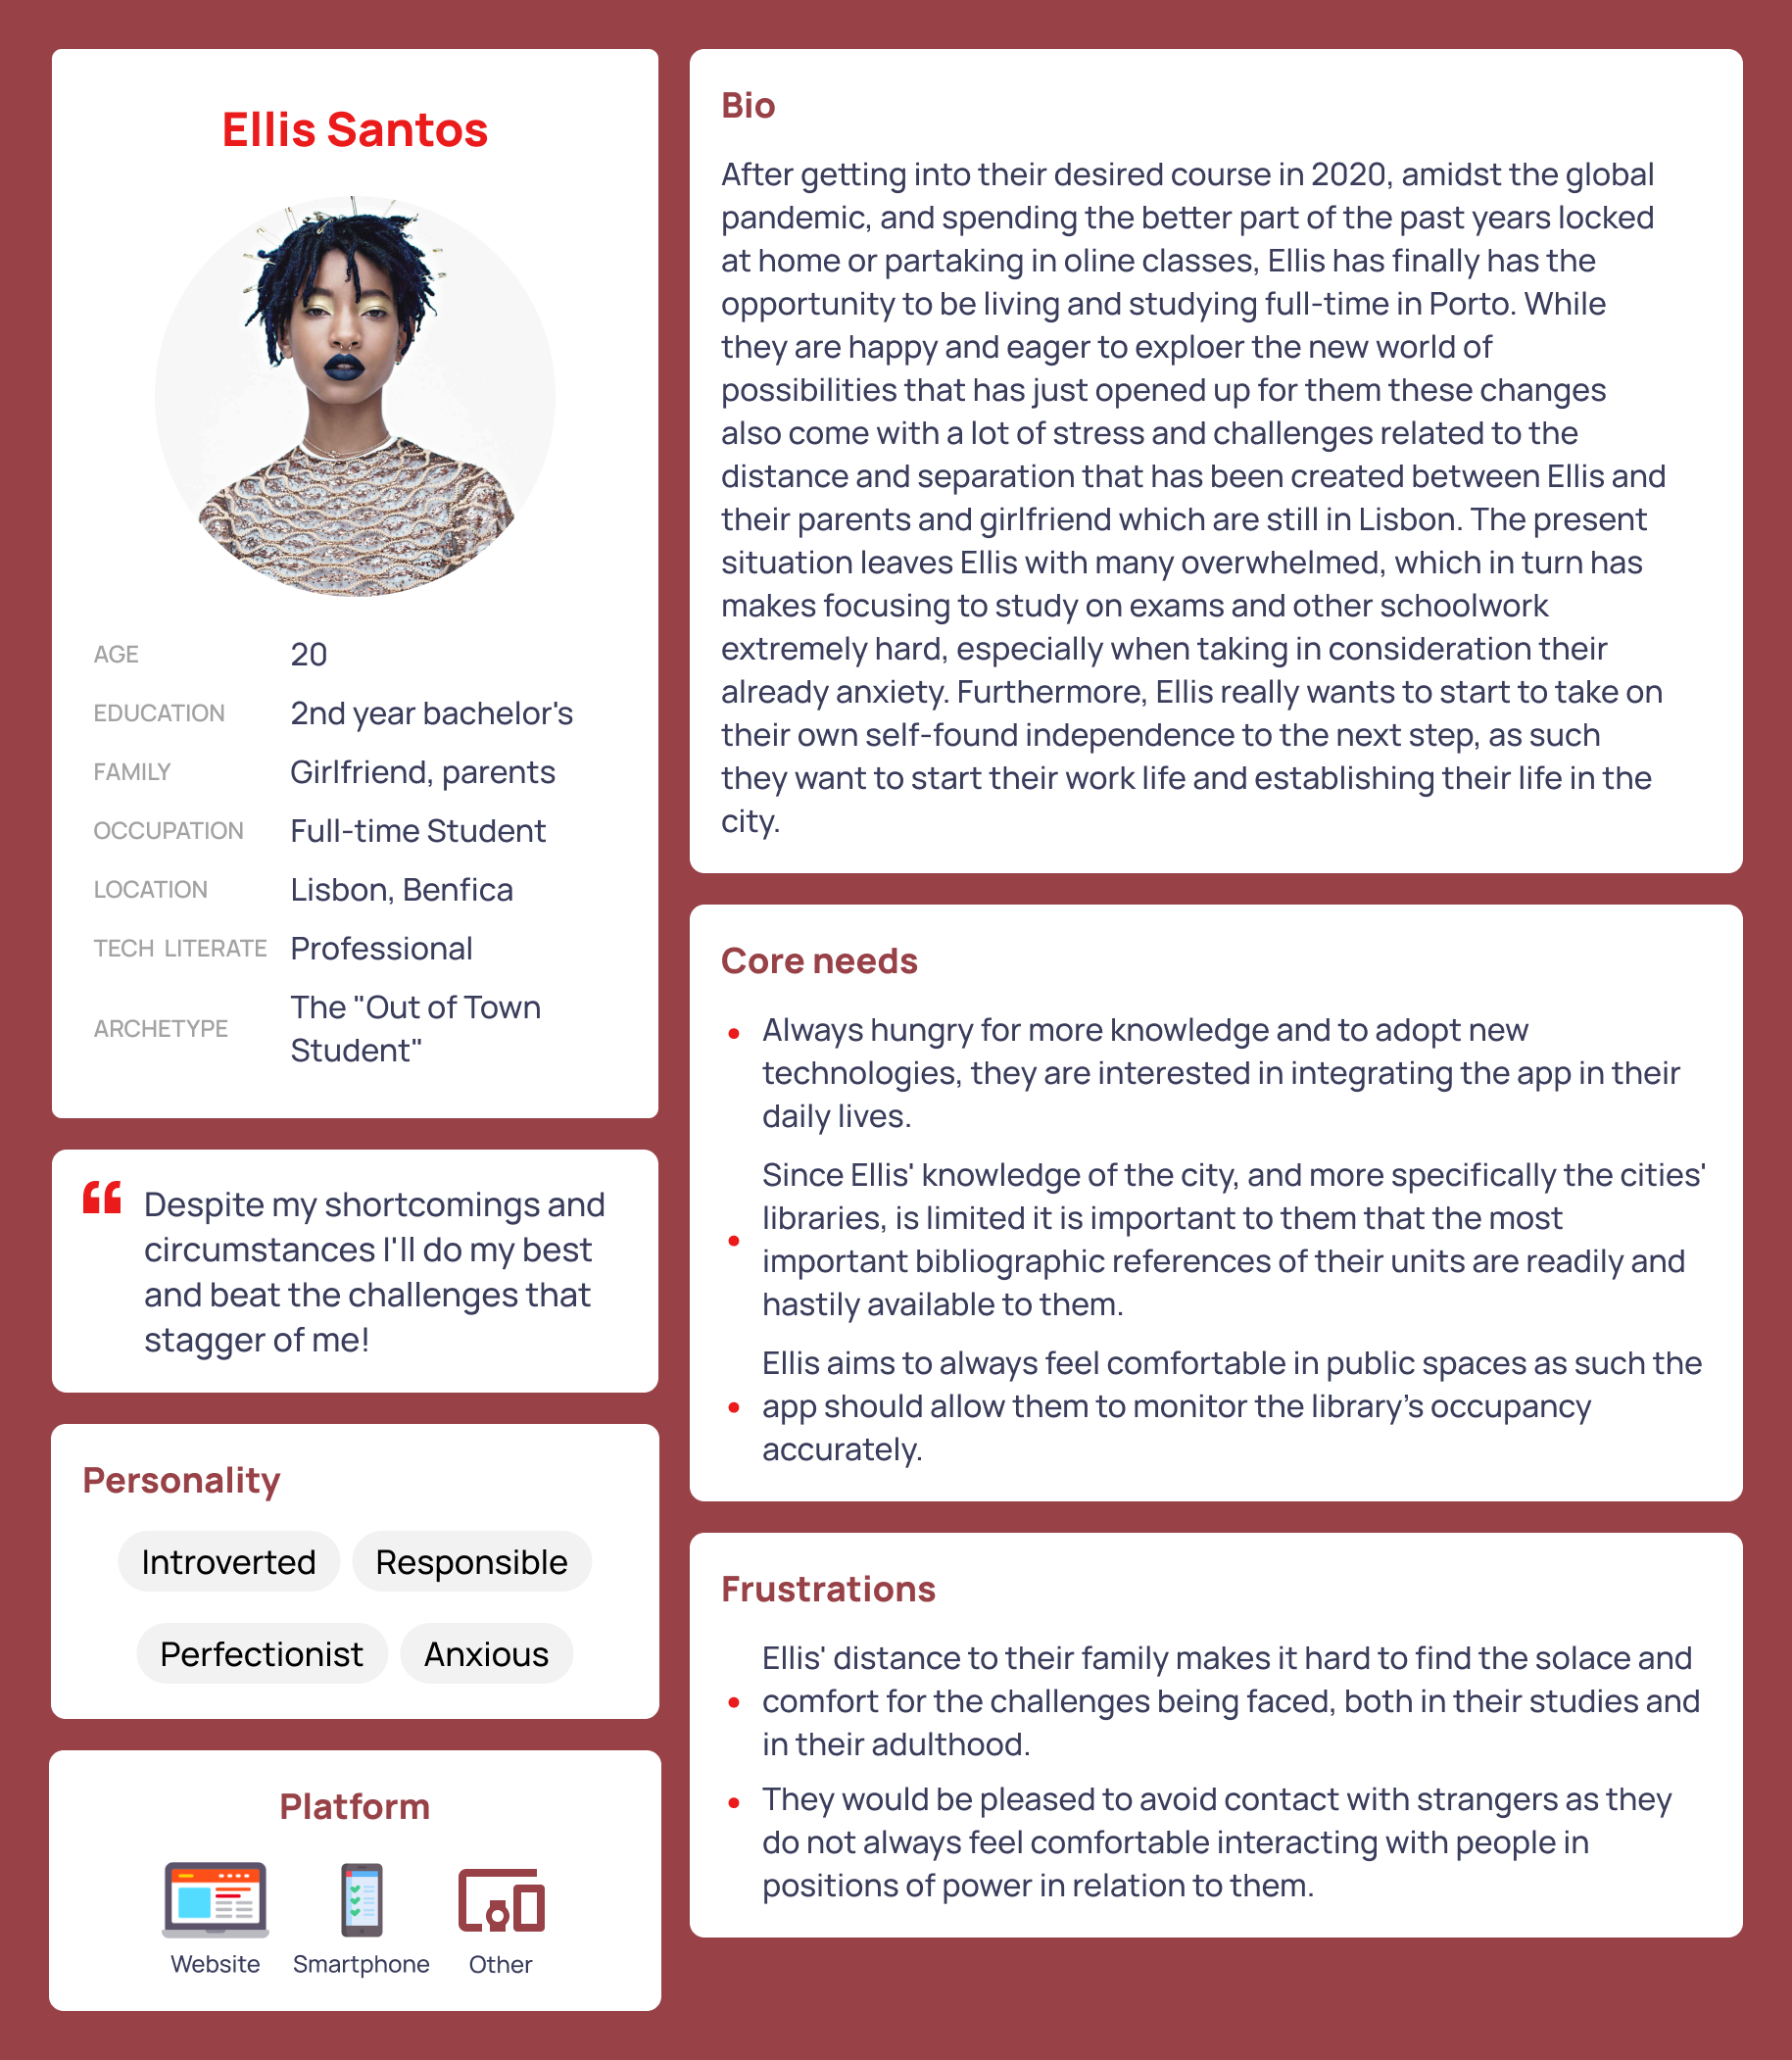 Ellis Santos
AGE 20
EDUCATION 2nd year bachelor's
FAMILY Girlfriend, parents
OCCUPATION Full-time Student
LOCATION Lisbon, Benfica
TECH LITERATE Professional
ARCHETYPE The "Out of Town
Student"
“ Despite my shortcomings and
circumstances I'll do my best
and beat the challenges that
stagger of me!
Personality
Introverted Responsible
Perfectionist Anxious
Platform
Website Smartphone Other
Bio
After getting into their desired course in 2020, amidst the global
pandemic, and spending the better part of the past years locked
at home or partaking in oline classes, Ellis has finally has the
opportunity to be living and studying full-time in Porto. While
they are happy and eager to exploer the new world of
possibilities that has just opened up for them these changes
also come with a lot of stress and challenges related to the
distance and separation that has been created between Ellis and
their parents and girlfriend which are still in Lisbon. The present
situation leaves Ellis with many overwhelmed, which in turn has
makes focusing to study on exams and other schoolwork
extremely hard, especially when taking in consideration their
already anxiety. Furthermore, Ellis really wants to start to take on
their own self-found independence to the next step, as such
they want to start their work life and establishing their life in the
city.
Core needs
• Always hungry for more knowledge and to adopt new
technologies, they are interested in integrating the app in their
daily lives.
• Since Ellis' knowledge of the city, and more specifically the cities'
libraries, is limited it is important to them that the most
important bibliographic references of their units are readily and
hastily available to them.
• Ellis aims to always feel comfortable in public spaces as such the
app should allow them to monitor the library’s occupancy
accurately.
Frustrations
• Ellis' distance to their family makes it hard to find the solace and
comfort for the challenges being faced, both in their studies and
in their adulthood.
• They would be pleased to avoid contact with strangers as they
do not always feel comfortable interacting with people in
positions of power in relation to them.